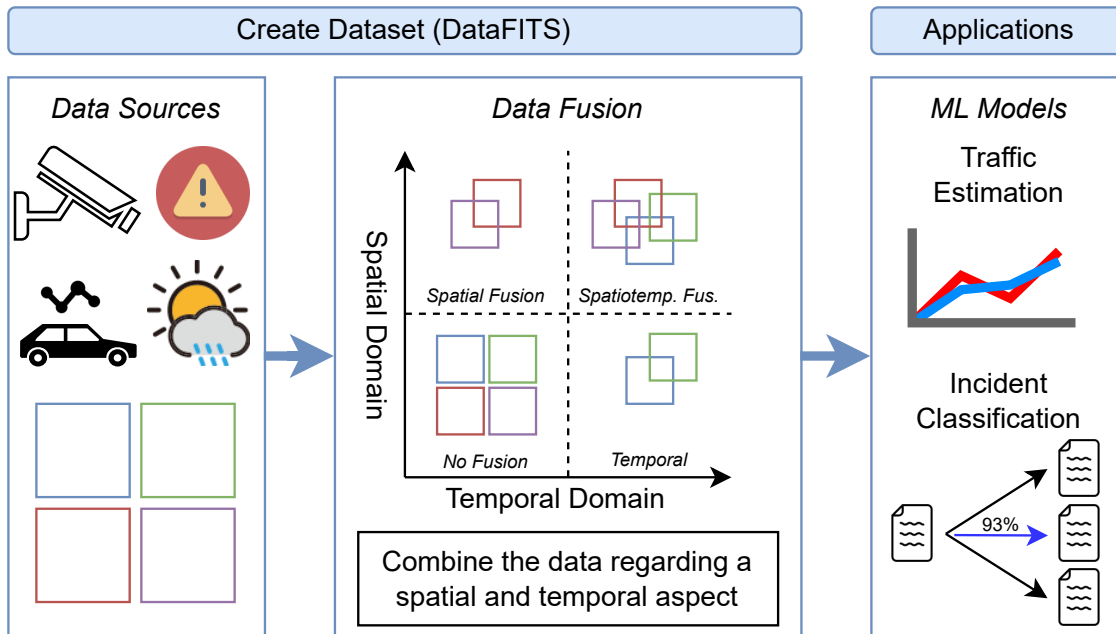 Create Dataset (DataFITS)
Applications
Data Sources
Data Fusion
Spatial Domain
Spatial Fusion
Spatiotemp. Fus.
No Fusion
Temporal
Temporal Domain
Combine the data regarding a
spatial and temporal aspect
ML Models
Traffic
Estimation
Incident
Classification
93%